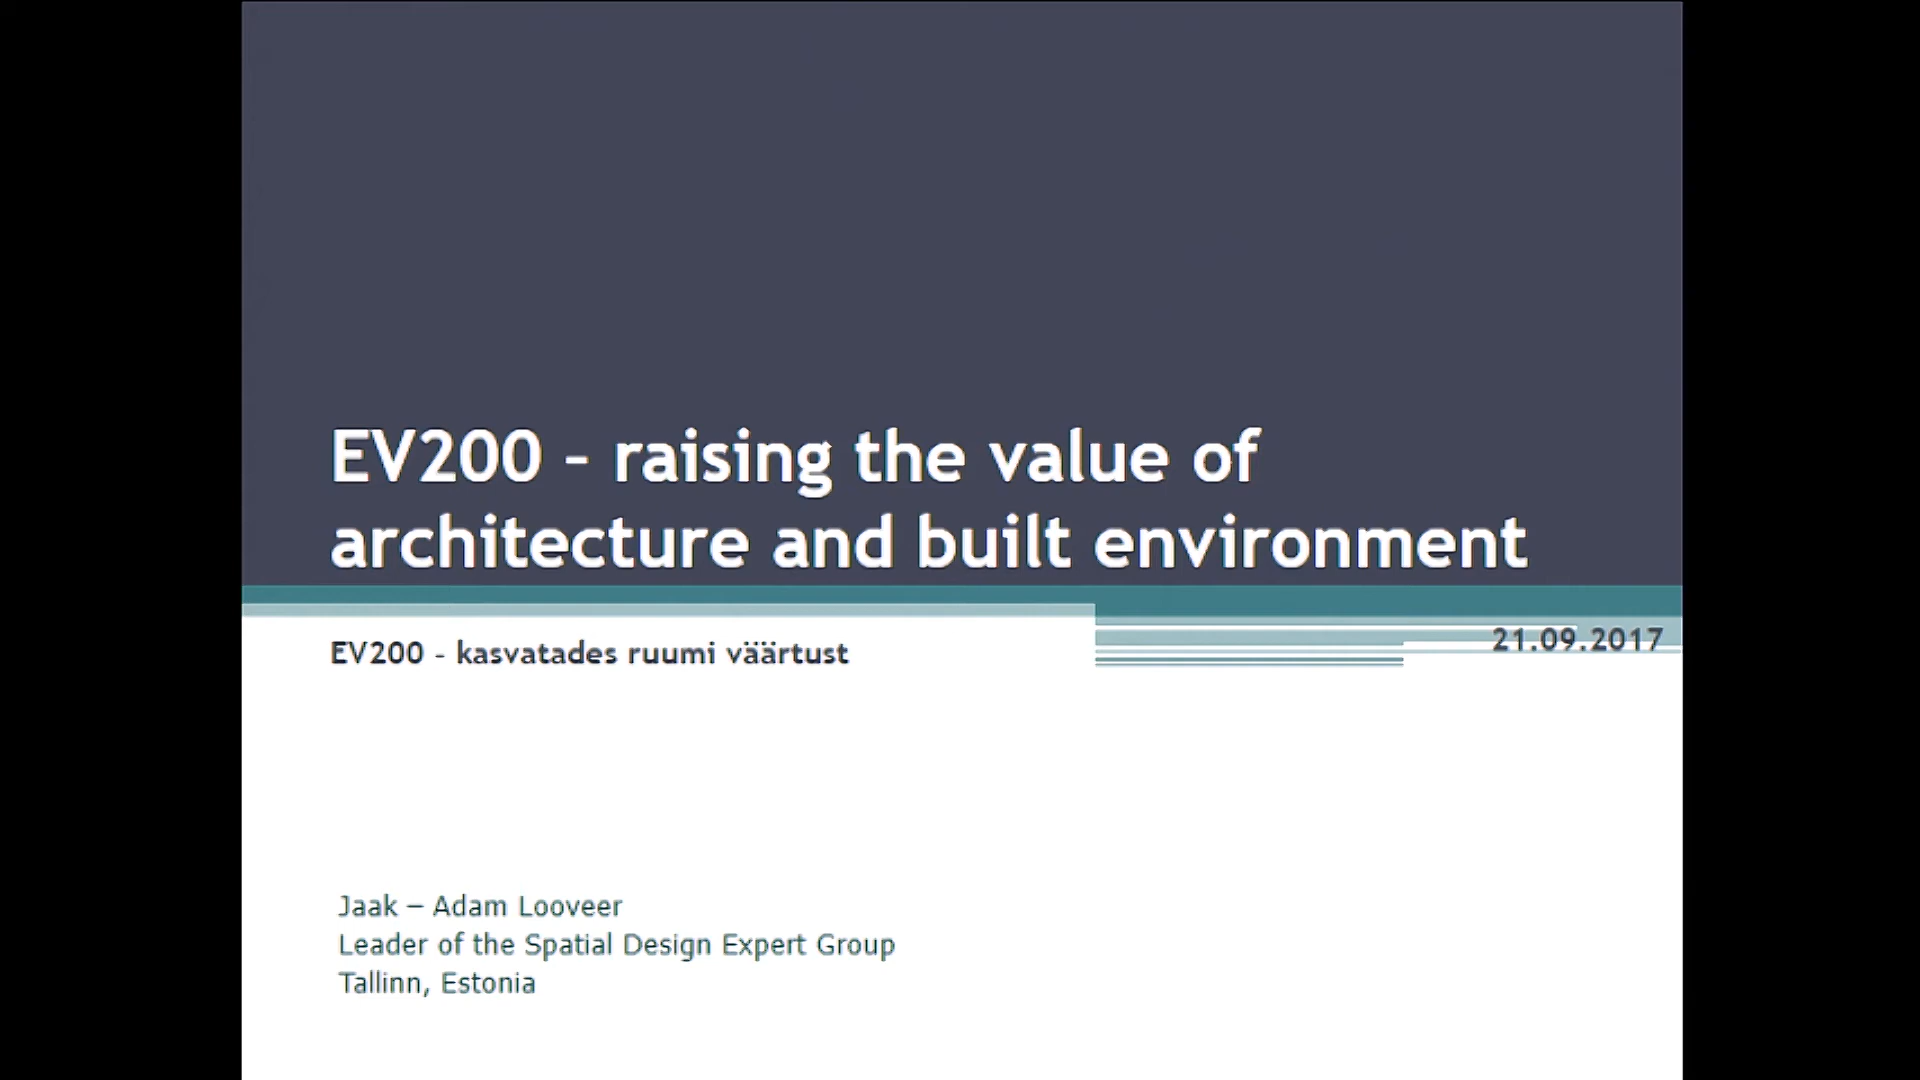 EV200 – raising the value of
architecture and built environment
EV200 - kasvatades ruumi väärtust
21.09.2017
Jaak – Adam Looveer
Leader of the Spatial Design Expert Group
Tallinn, Estonia